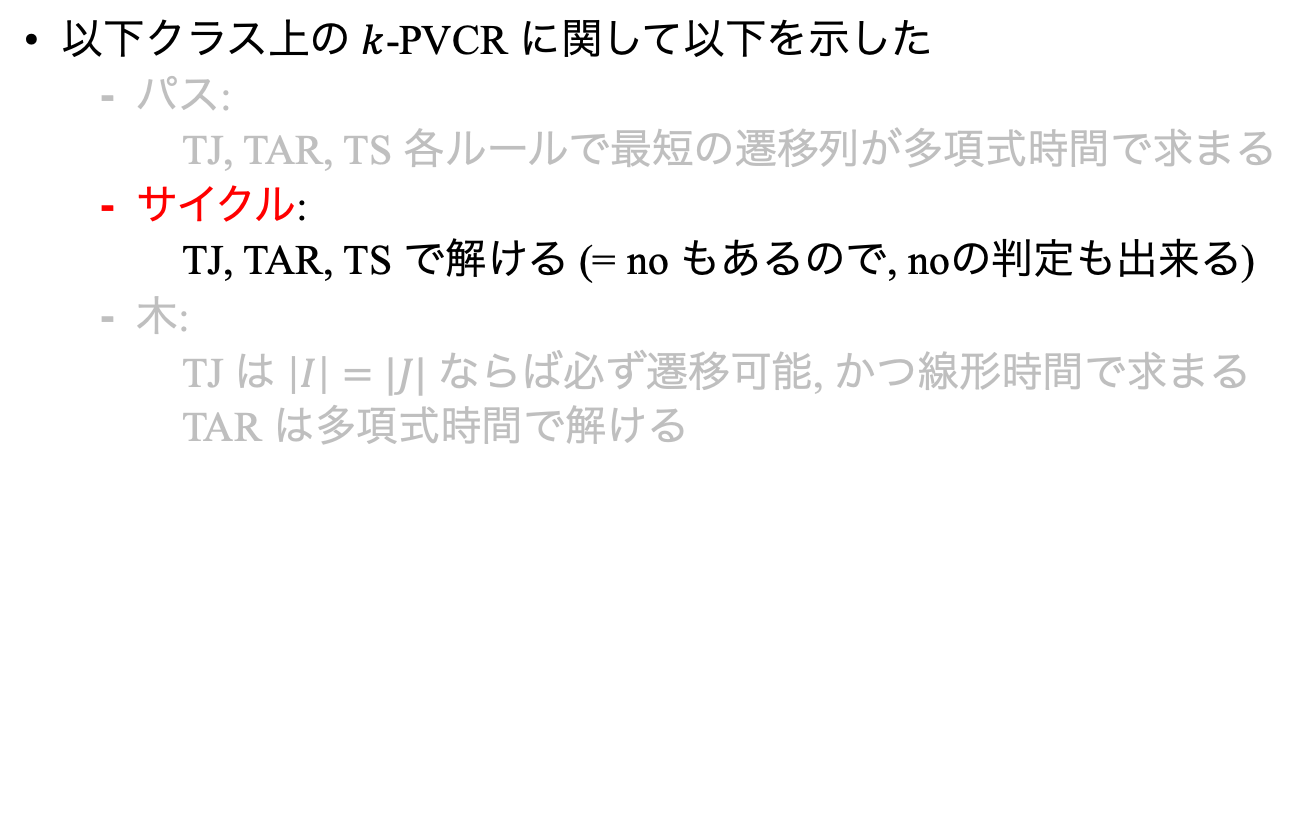 • 以下クラス上の k-PVCR に関して以下を示した
- パス:
TJ, TAR, TS 各ルールで最短の遷移列が多項式時間で求まる
- サイクル:
TJ, TAR, TS で解ける (= no もあるので, noの判定も出来る)
- 木:
TJ は |I| = |J| ならば必ず遷移可能, かつ線形時間で求まる
TAR は多項式時間で解ける